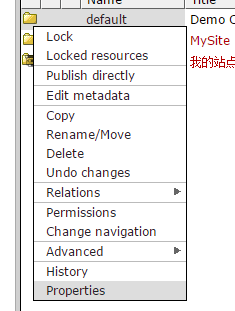 Name Title
default Demo
Lock
MySite
Locked resources
我的站点
Publish directly
Edit metadata
Copy
Rename/Move
Delete
Undo changes
Relations
Permissions
Change navigation
Advanced
History
Properties